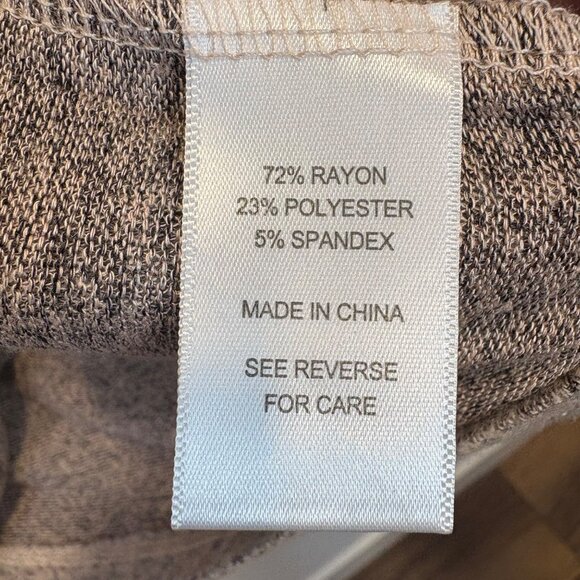 72% RAYON
23% POLYESTER
5% SPANDEX
MADE IN CHINA
SEE REVERSE
FOR CARE